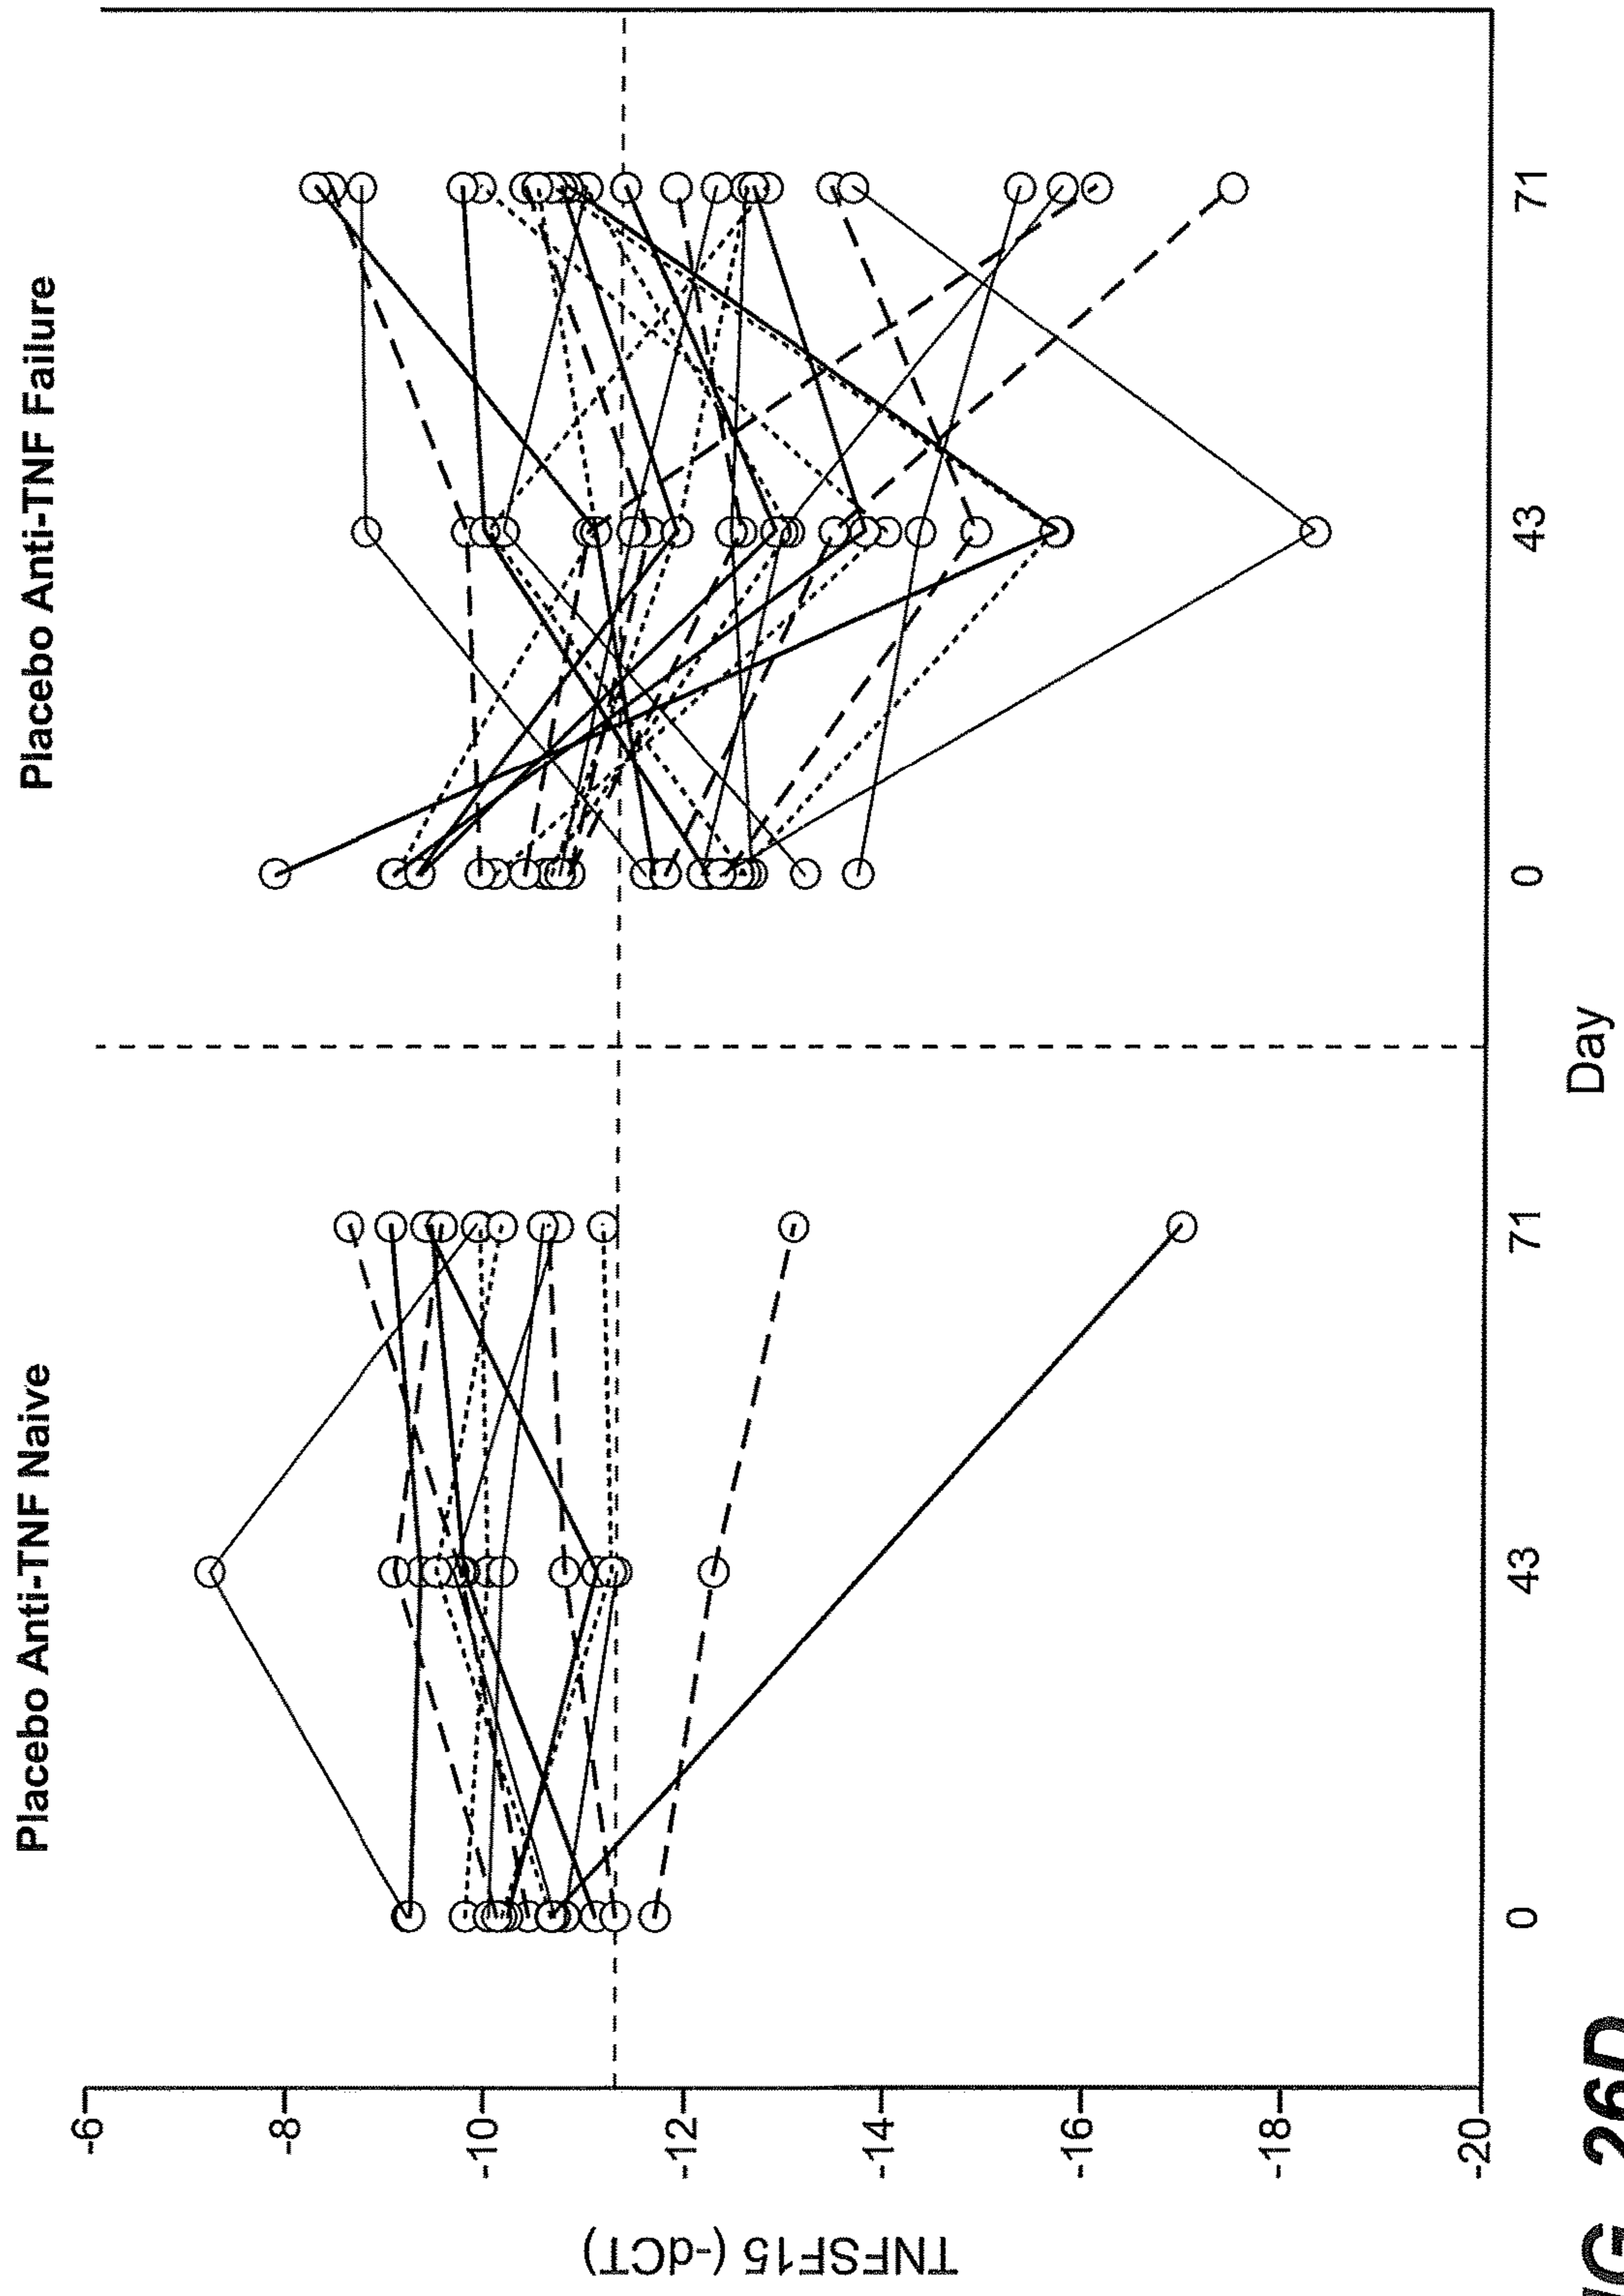 Placebo Anti-TNF Naive
Placebo Anti-TNF Failure
TNFSF15 (-dCT)
-6
-8
-10
-12
-14
-16
-18
-20
0
43
71
0
43
71
Day
26D